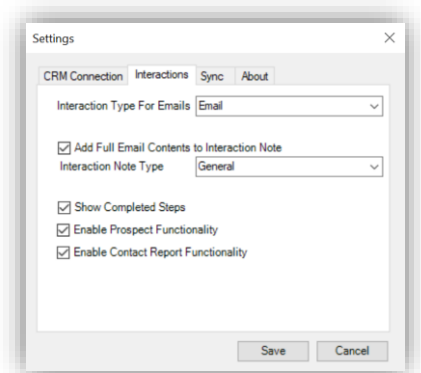 Settings
CRM Connection Interactions Sync About
Interaction Type For Emails Email
Add Full Email Contents to Interaction Note
Interaction Note Type General
Show Completed Steps
Enable Prospect Functionality
Enable Contact Report Functionality
Save Cancel